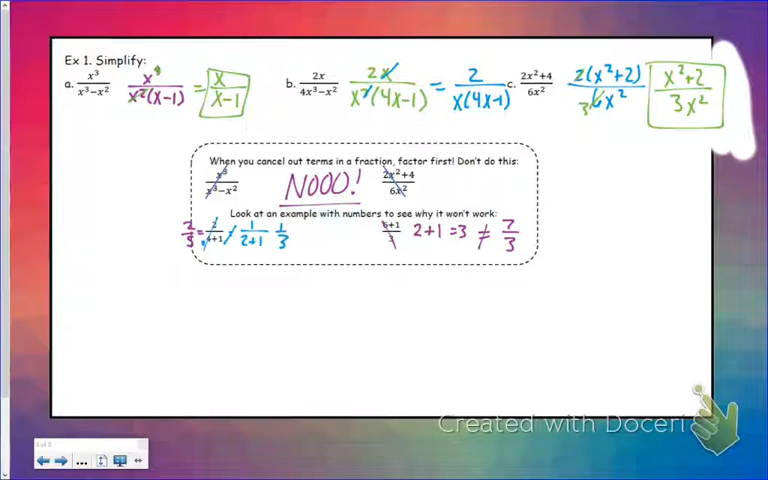 Ex 1. Simplify:
a. x³/(x³−x²) x³/(x²(x−1)) = x/(x−1) b. 2x/(4x³−x²) 2x/(x²(4x−1)) = 2/(x(4x−1)) c. (2x²+4)/(6x²) 2(x²+2)/(6x²) 3 (x²+2)/(3x²)
When you cancel out terms in a fraction, factor first! Don't do this:
x³/(x³−x²) NOOO! (2x²+4)/(6x²)
Look at an example with numbers to see why it won't work:
2/(4+1) ≠ 1/(2+1) 1/3 (6+1)/3 2+1=3 ≠ 7/3
Created with Doceri